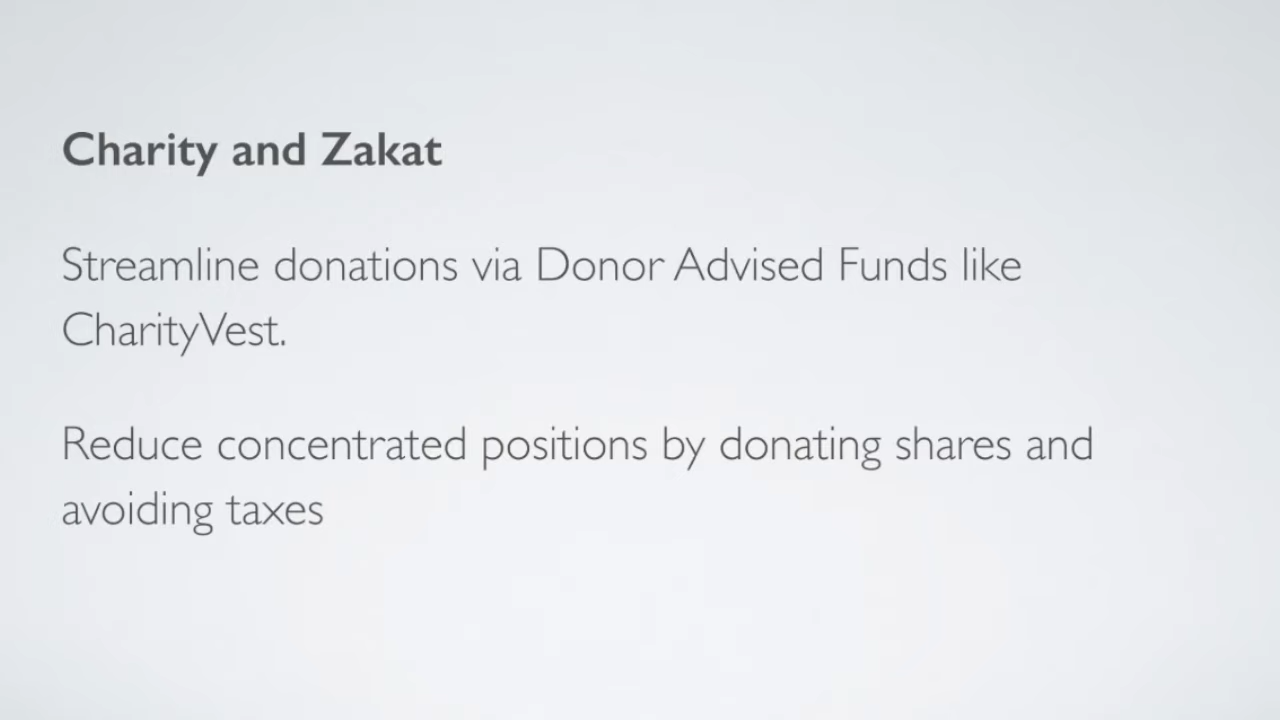 Charity and Zakat
Streamline donations via Donor Advised Funds like
CharityVest.
Reduce concentrated positions by donating shares and
avoiding taxes